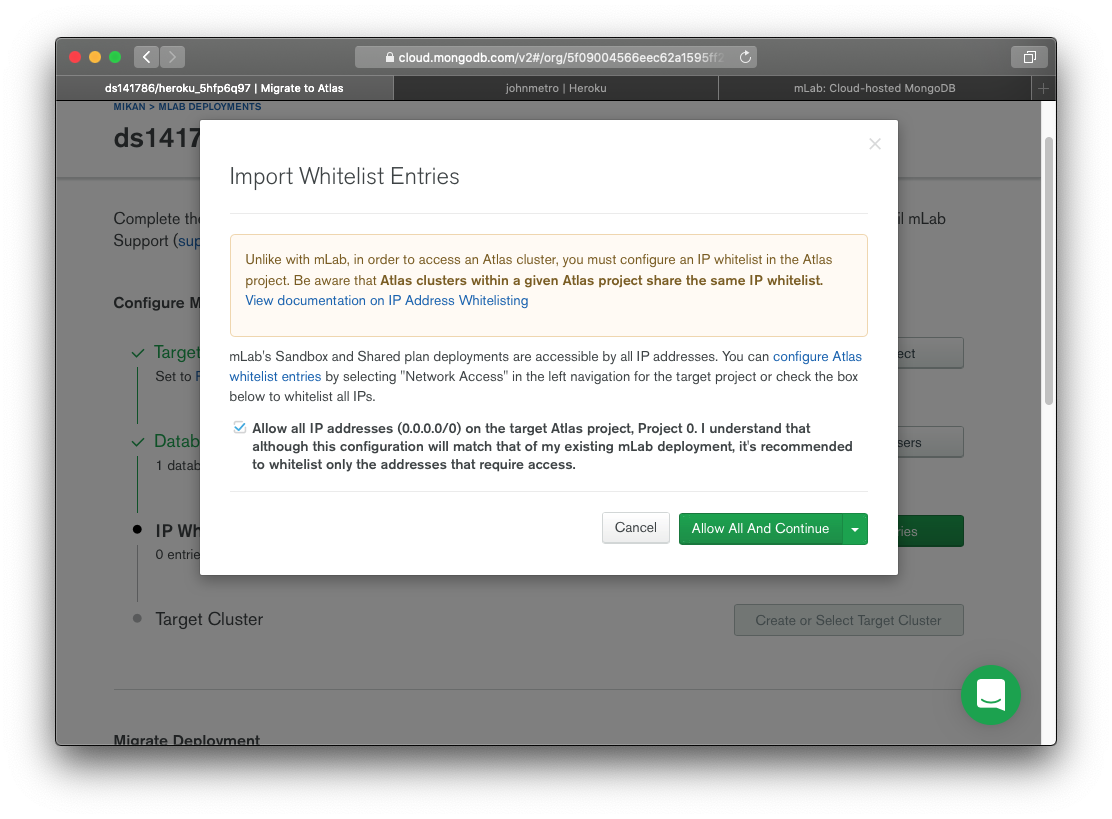 cloud.mongodb.com/v2#/org/5f09004566eec62a1595ff2
ds141786/heroku_5hfp6q97 | Migrate to Atlas
johnmetro | Heroku
mLab: Cloud-hosted MongoDB
MIKAN > MLAB DEPLOYMENTS
ds1417
Import Whitelist Entries
Complete the
il mLab
Support (sup
Unlike with mLab, in order to access an Atlas cluster, you must configure an IP whitelist in the Atlas
project. Be aware that Atlas clusters within a given Atlas project share the same IP whitelist.
View documentation on IP Address Whitelisting
Configure M
mLab's Sandbox and Shared plan deployments are accessible by all IP addresses. You can configure Atlas
whitelist entries by selecting "Network Access" in the left navigation for the target project or check the box
below to whitelist all IPs.
Target
ect
Set to
Allow all IP addresses (0.0.0.0/0) on the target Atlas project, Project 0. I understand that
although this configuration will match that of my existing mLab deployment, it's recommended
to whitelist only the addresses that require access.
Datab
sers
1 datab
Cancel
Allow All And Continue
IP Wh
ries
0 entrie
Target Cluster
Create or Select Target Cluster
Migrate Deployment